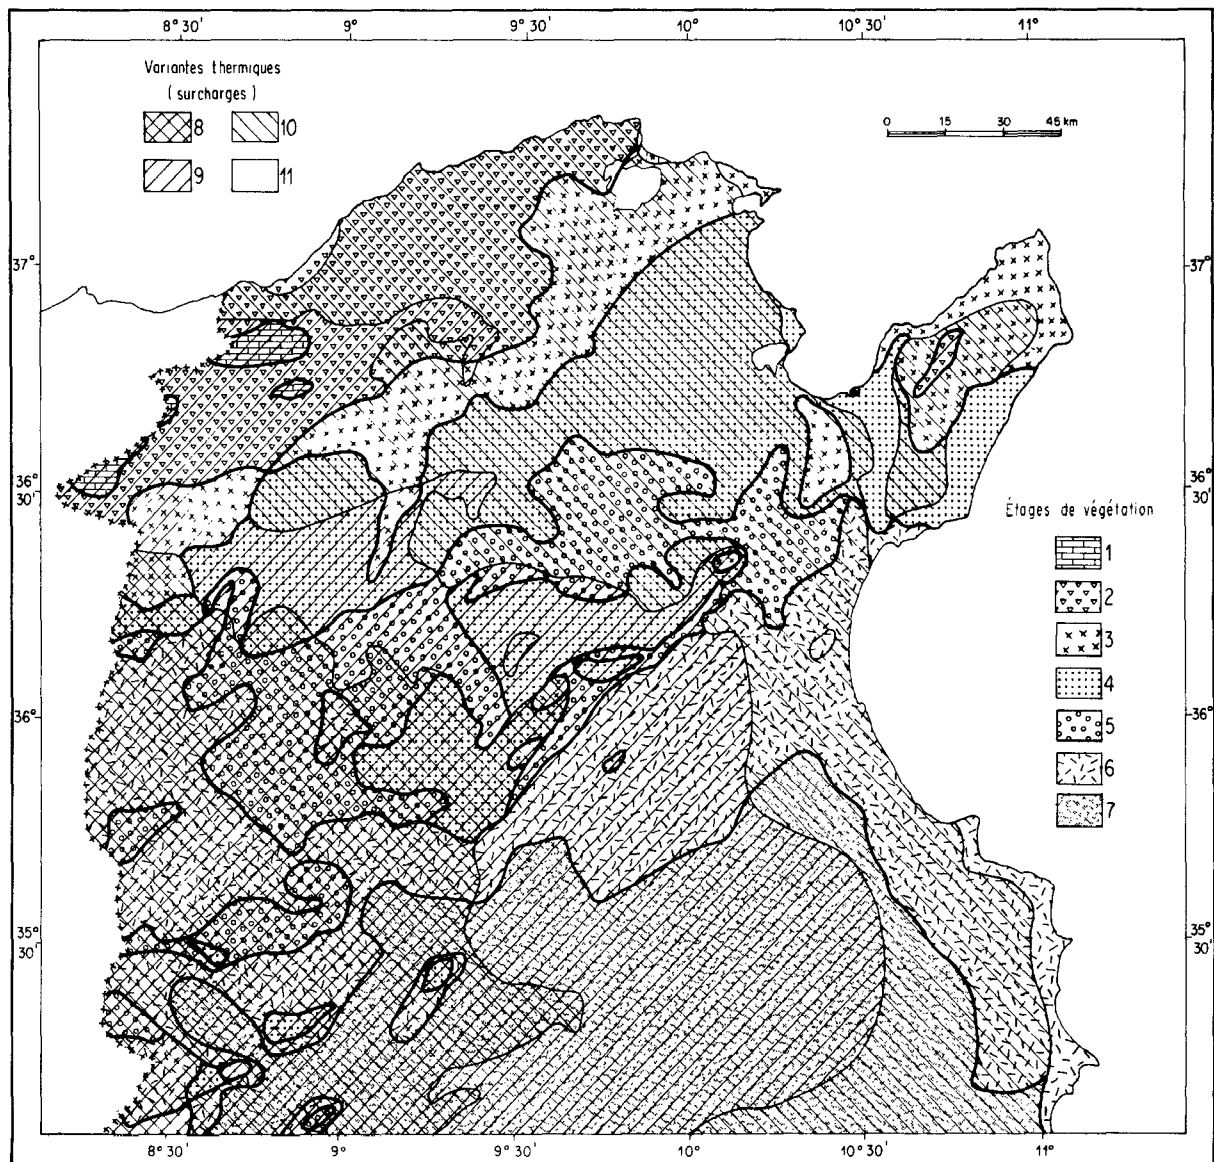 8° 30' 9° 9° 30' 10° 10° 30' 11°
Variantes thermiques
( surcharges )
8 10
9 11
0 15 30 45 km
37° 37°
36° 30' 36° 30'
Étages de végétation
1
2
3
4
5
6
7
36° 36°
35° 30' 35° 30'
8° 30' 9° 9° 30' 10° 10° 30' 11°